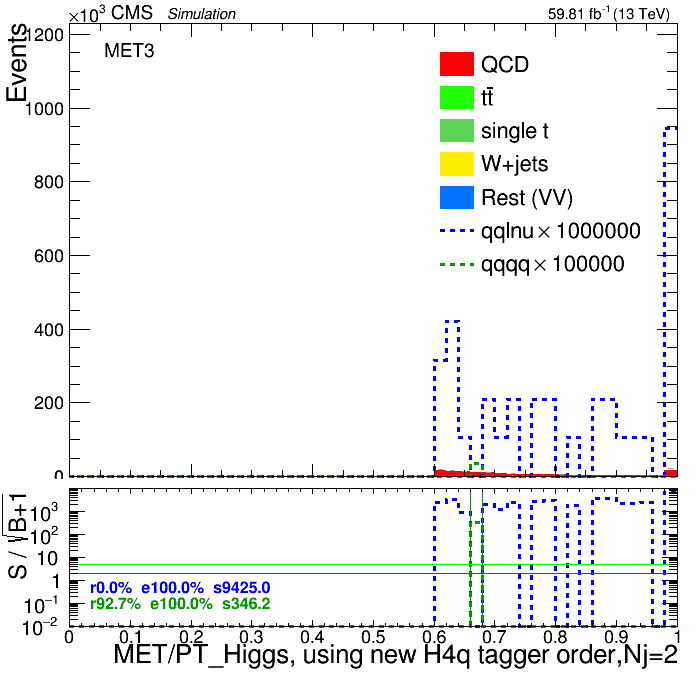 ×10³ CMS Simulation 59.81 fb⁻¹ (13 TeV)
Events
1200
1000
800
600
400
200
0
MET3
QCD
tt̄
single t
W+jets
Rest (VV)
qqlnu × 1000000
qqqq × 100000
S / √B+1
10³
10²
10
1
10⁻¹
10⁻²
r0.0% e100.0% s9425.0
r92.7% e100.0% s346.2
0 0.1 0.2 0.3 0.4 0.5 0.6 0.7 0.8 0.9 1
MET/PT_Higgs, using new H4q tagger order,Nj=2